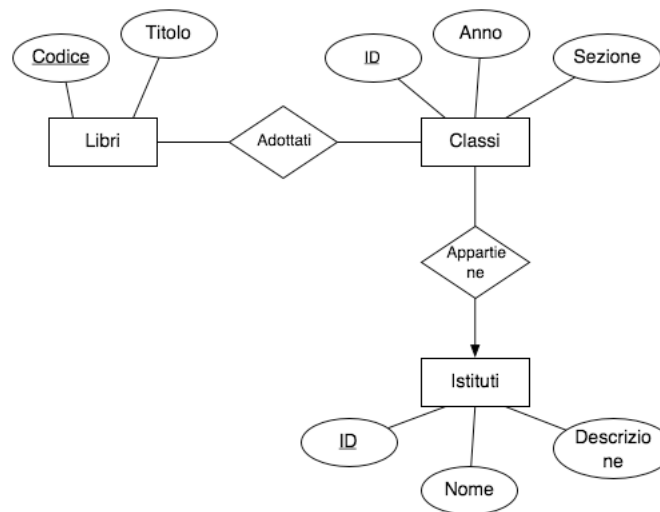 Codice
Titolo
ID
Anno
Sezione
Libri
Adottati
Classi
Appartie
ne
Istituti
ID
Nome
Descrizio
ne